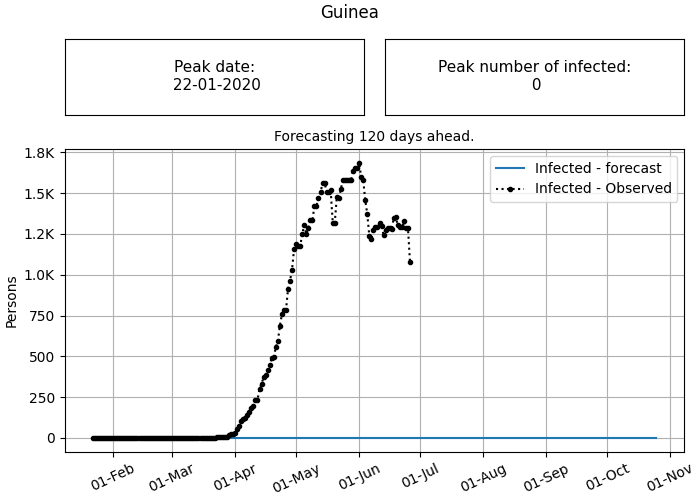 Guinea
Peak date:
22-01-2020
Peak number of infected:
0
Forecasting 120 days ahead.
Infected - forecast
Infected - Observed
Persons
1.8K
1.5K
1.2K
1.0K
750
500
250
0
01-Feb
01-Mar
01-Apr
01-May
01-Jun
01-Jul
01-Aug
01-Sep
01-Oct
01-Nov